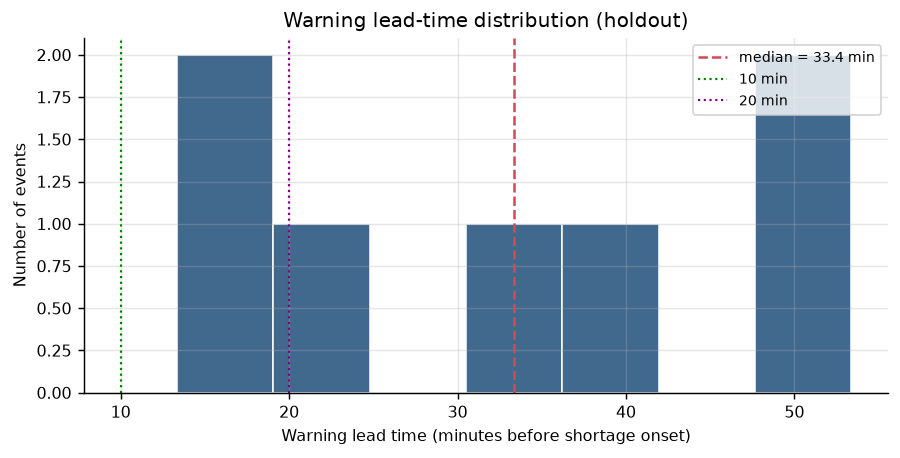 Warning lead-time distribution (holdout)
median = 33.4 min
10 min
20 min
Number of events
2.00
1.75
1.50
1.25
1.00
0.75
0.50
0.25
0.00
10 20 30 40 50
Warning lead time (minutes before shortage onset)